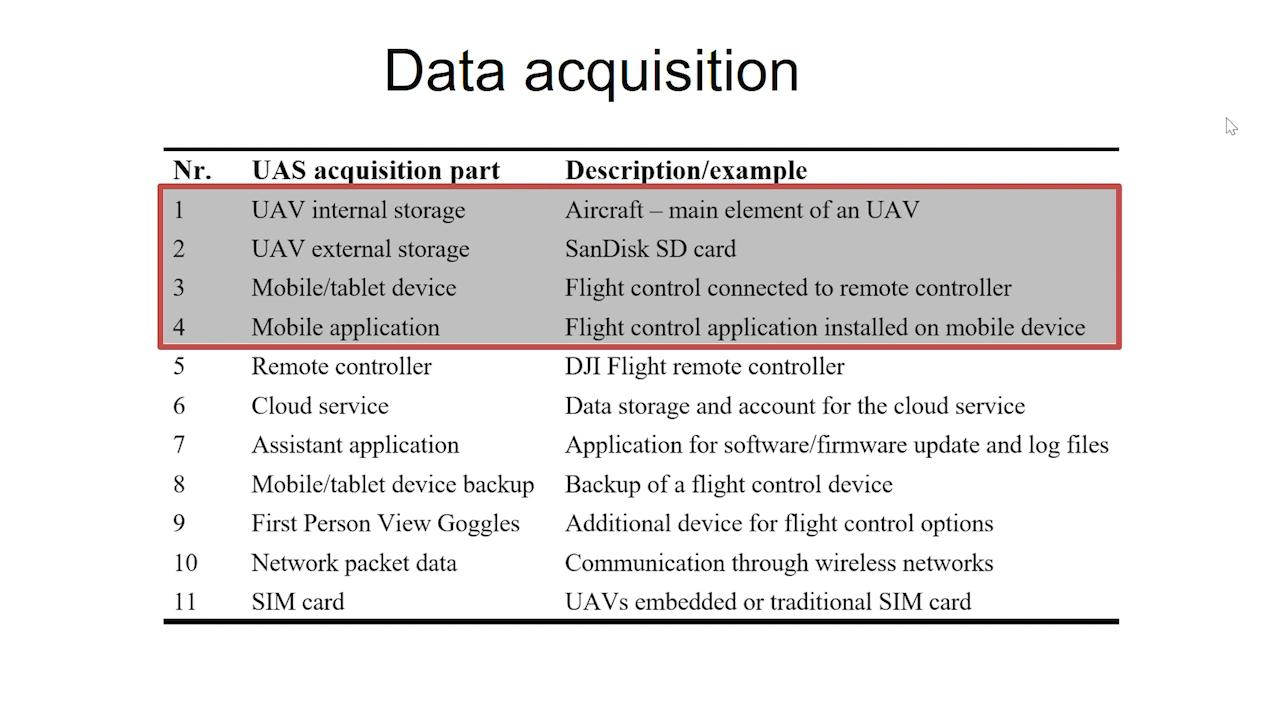 Data acquisition
Nr. UAS acquisition part Description/example
1 UAV internal storage Aircraft – main element of an UAV
2 UAV external storage SanDisk SD card
3 Mobile/tablet device Flight control connected to remote controller
4 Mobile application Flight control application installed on mobile device
5 Remote controller DJI Flight remote controller
6 Cloud service Data storage and account for the cloud service
7 Assistant application Application for software/firmware update and log files
8 Mobile/tablet device backup Backup of a flight control device
9 First Person View Goggles Additional device for flight control options
10 Network packet data Communication through wireless networks
11 SIM card UAVs embedded or traditional SIM card